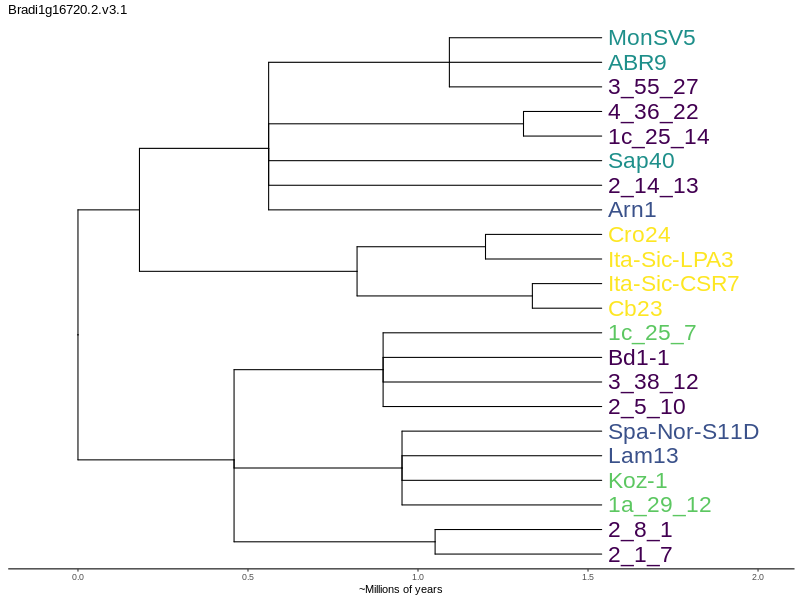 Bradi1g16720.2.v3.1
MonSV5
ABR9
3_55_27
4_36_22
1c_25_14
Sap40
2_14_13
Arn1
Cro24
Ita-Sic-LPA3
Ita-Sic-CSR7
Cb23
1c_25_7
Bd1-1
3_38_12
2_5_10
Spa-Nor-S11D
Lam13
Koz-1
1a_29_12
2_8_1
2_1_7
0.0 0.5 1.0 1.5 2.0
~Millions of years